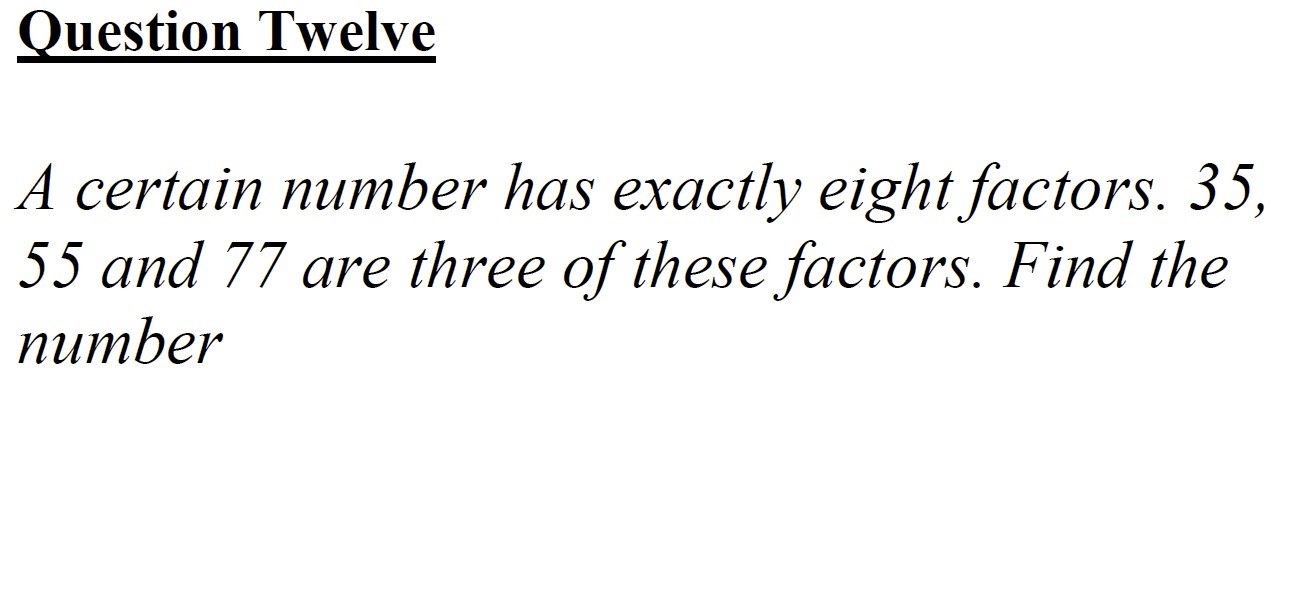 Question Twelve
A certain number has exactly eight factors. 35,
55 and 77 are three of these factors. Find the
number